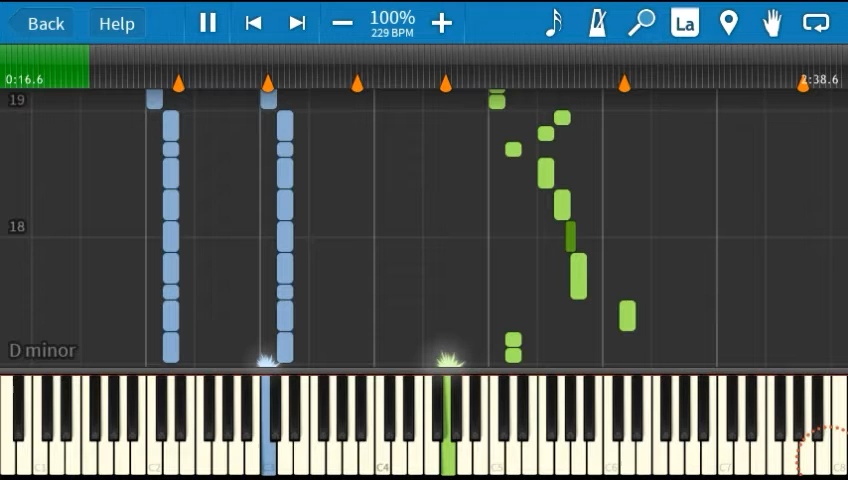 Back Help 100% La
229 BPM
0:16.6 2:38.6
19
18
D minor
C1 C2 C3 C4 C5 C6 C7 C8